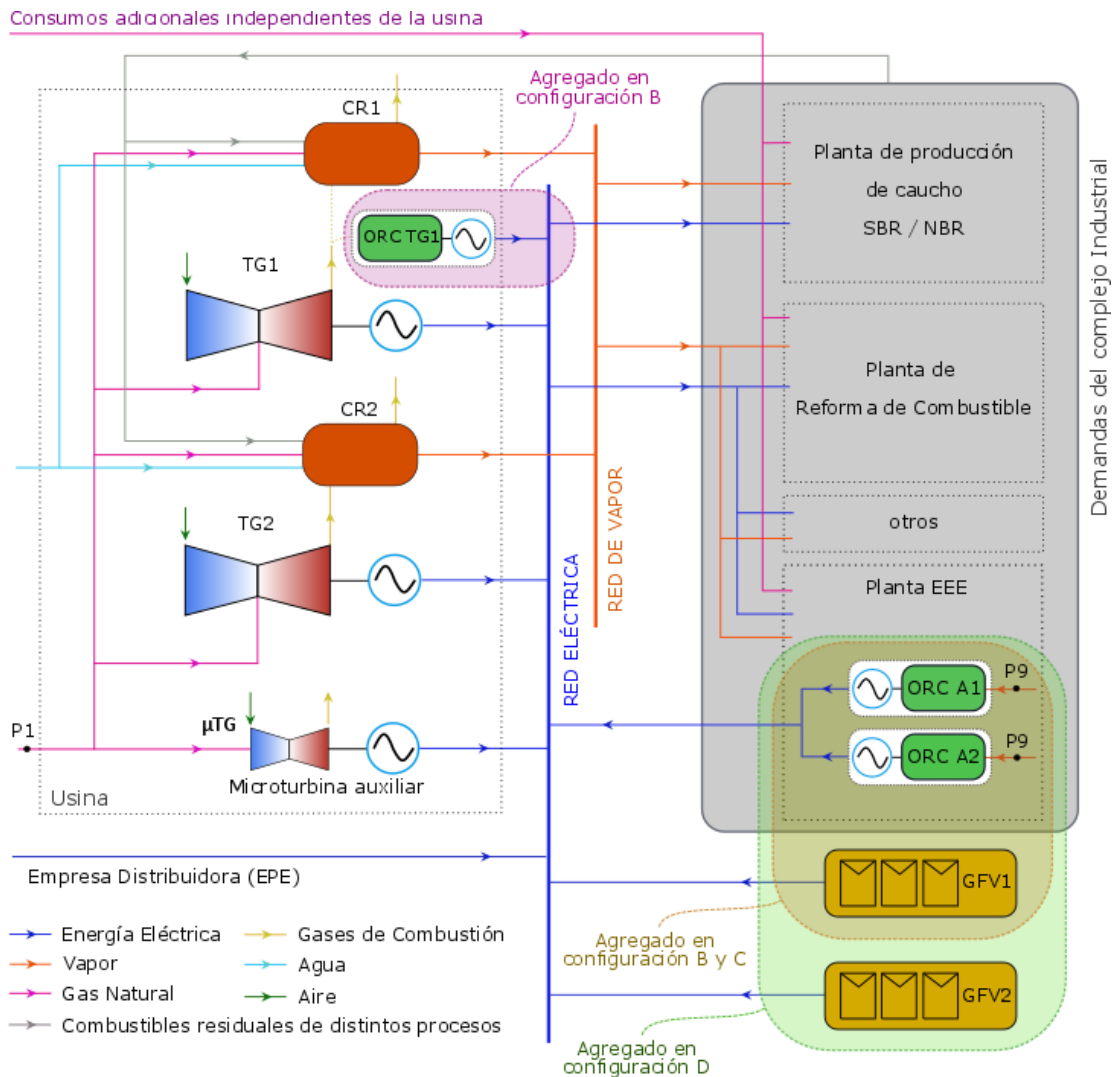 Consumos adicionales independientes de la usina
Agregado en
configuración B
CR1
ORC TG1
TG1
CR2
TG2
µTG
P1
Microturbina auxiliar
Usina
RED ELÉCTRICA
RED DE VAPOR
Planta de producción
de caucho
SBR / NBR
Planta de
Reforma de Combustible
otros
Planta EEE
ORC A1
P9
ORC A2
P9
Demandas del complejo Industrial
Empresa Distribuidora (EPE)
GFV1
Agregado en
configuración B y C
GFV2
Agregado en
configuración D
Energía Eléctrica
Gases de Combustión
Vapor
Agua
Gas Natural
Aire
Combustibles residuales de distintos procesos